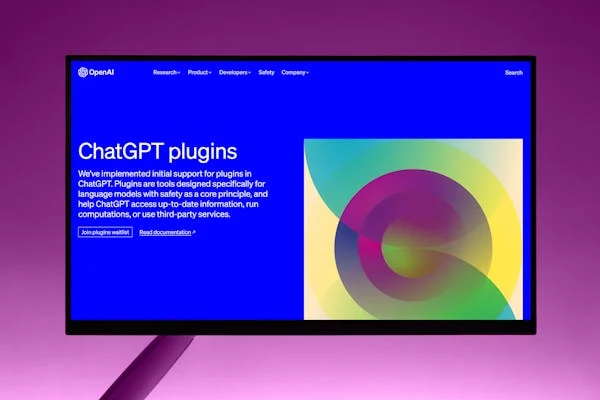 OpenAI
Research Product Developers Safety Company
Search
ChatGPT plugins
We've implemented initial support for plugins in
ChatGPT. Plugins are tools designed specifically for
language models with safety as a core principle, and
help ChatGPT access up-to-date information, run
computations, or use third-party services.
Join plugins waitlist Read documentation↗